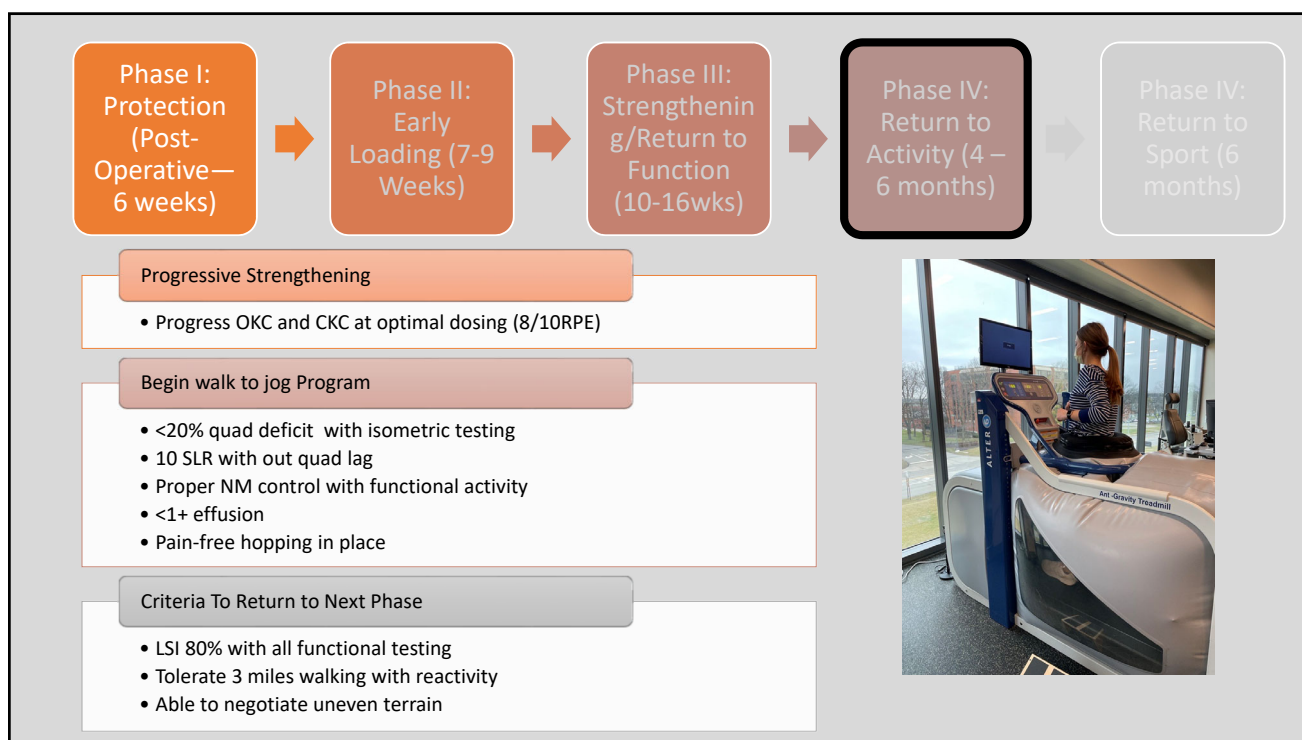 Phase I:
Protection
(Post-
Operative—
6 weeks)
Phase II:
Early
Loading (7-9
Weeks)
Phase III:
Strengthenin
g/Return to
Function
(10-16wks)
Phase IV:
Return to
Activity (4 –
6 months)
Phase IV:
Return to
Sport (6
months)
Progressive Strengthening
• Progress OKC and CKC at optimal dosing (8/10RPE)
Begin walk to jog Program
• <20% quad deficit  with isometric testing
• 10 SLR with out quad lag
• Proper NM control with functional activity
• <1+ effusion
• Pain-free hopping in place
Criteria To Return to Next Phase
• LSI 80% with all functional testing
• Tolerate 3 miles walking with reactivity
• Able to negotiate uneven terrain
ALTER
Ant -Gravity Treadmill